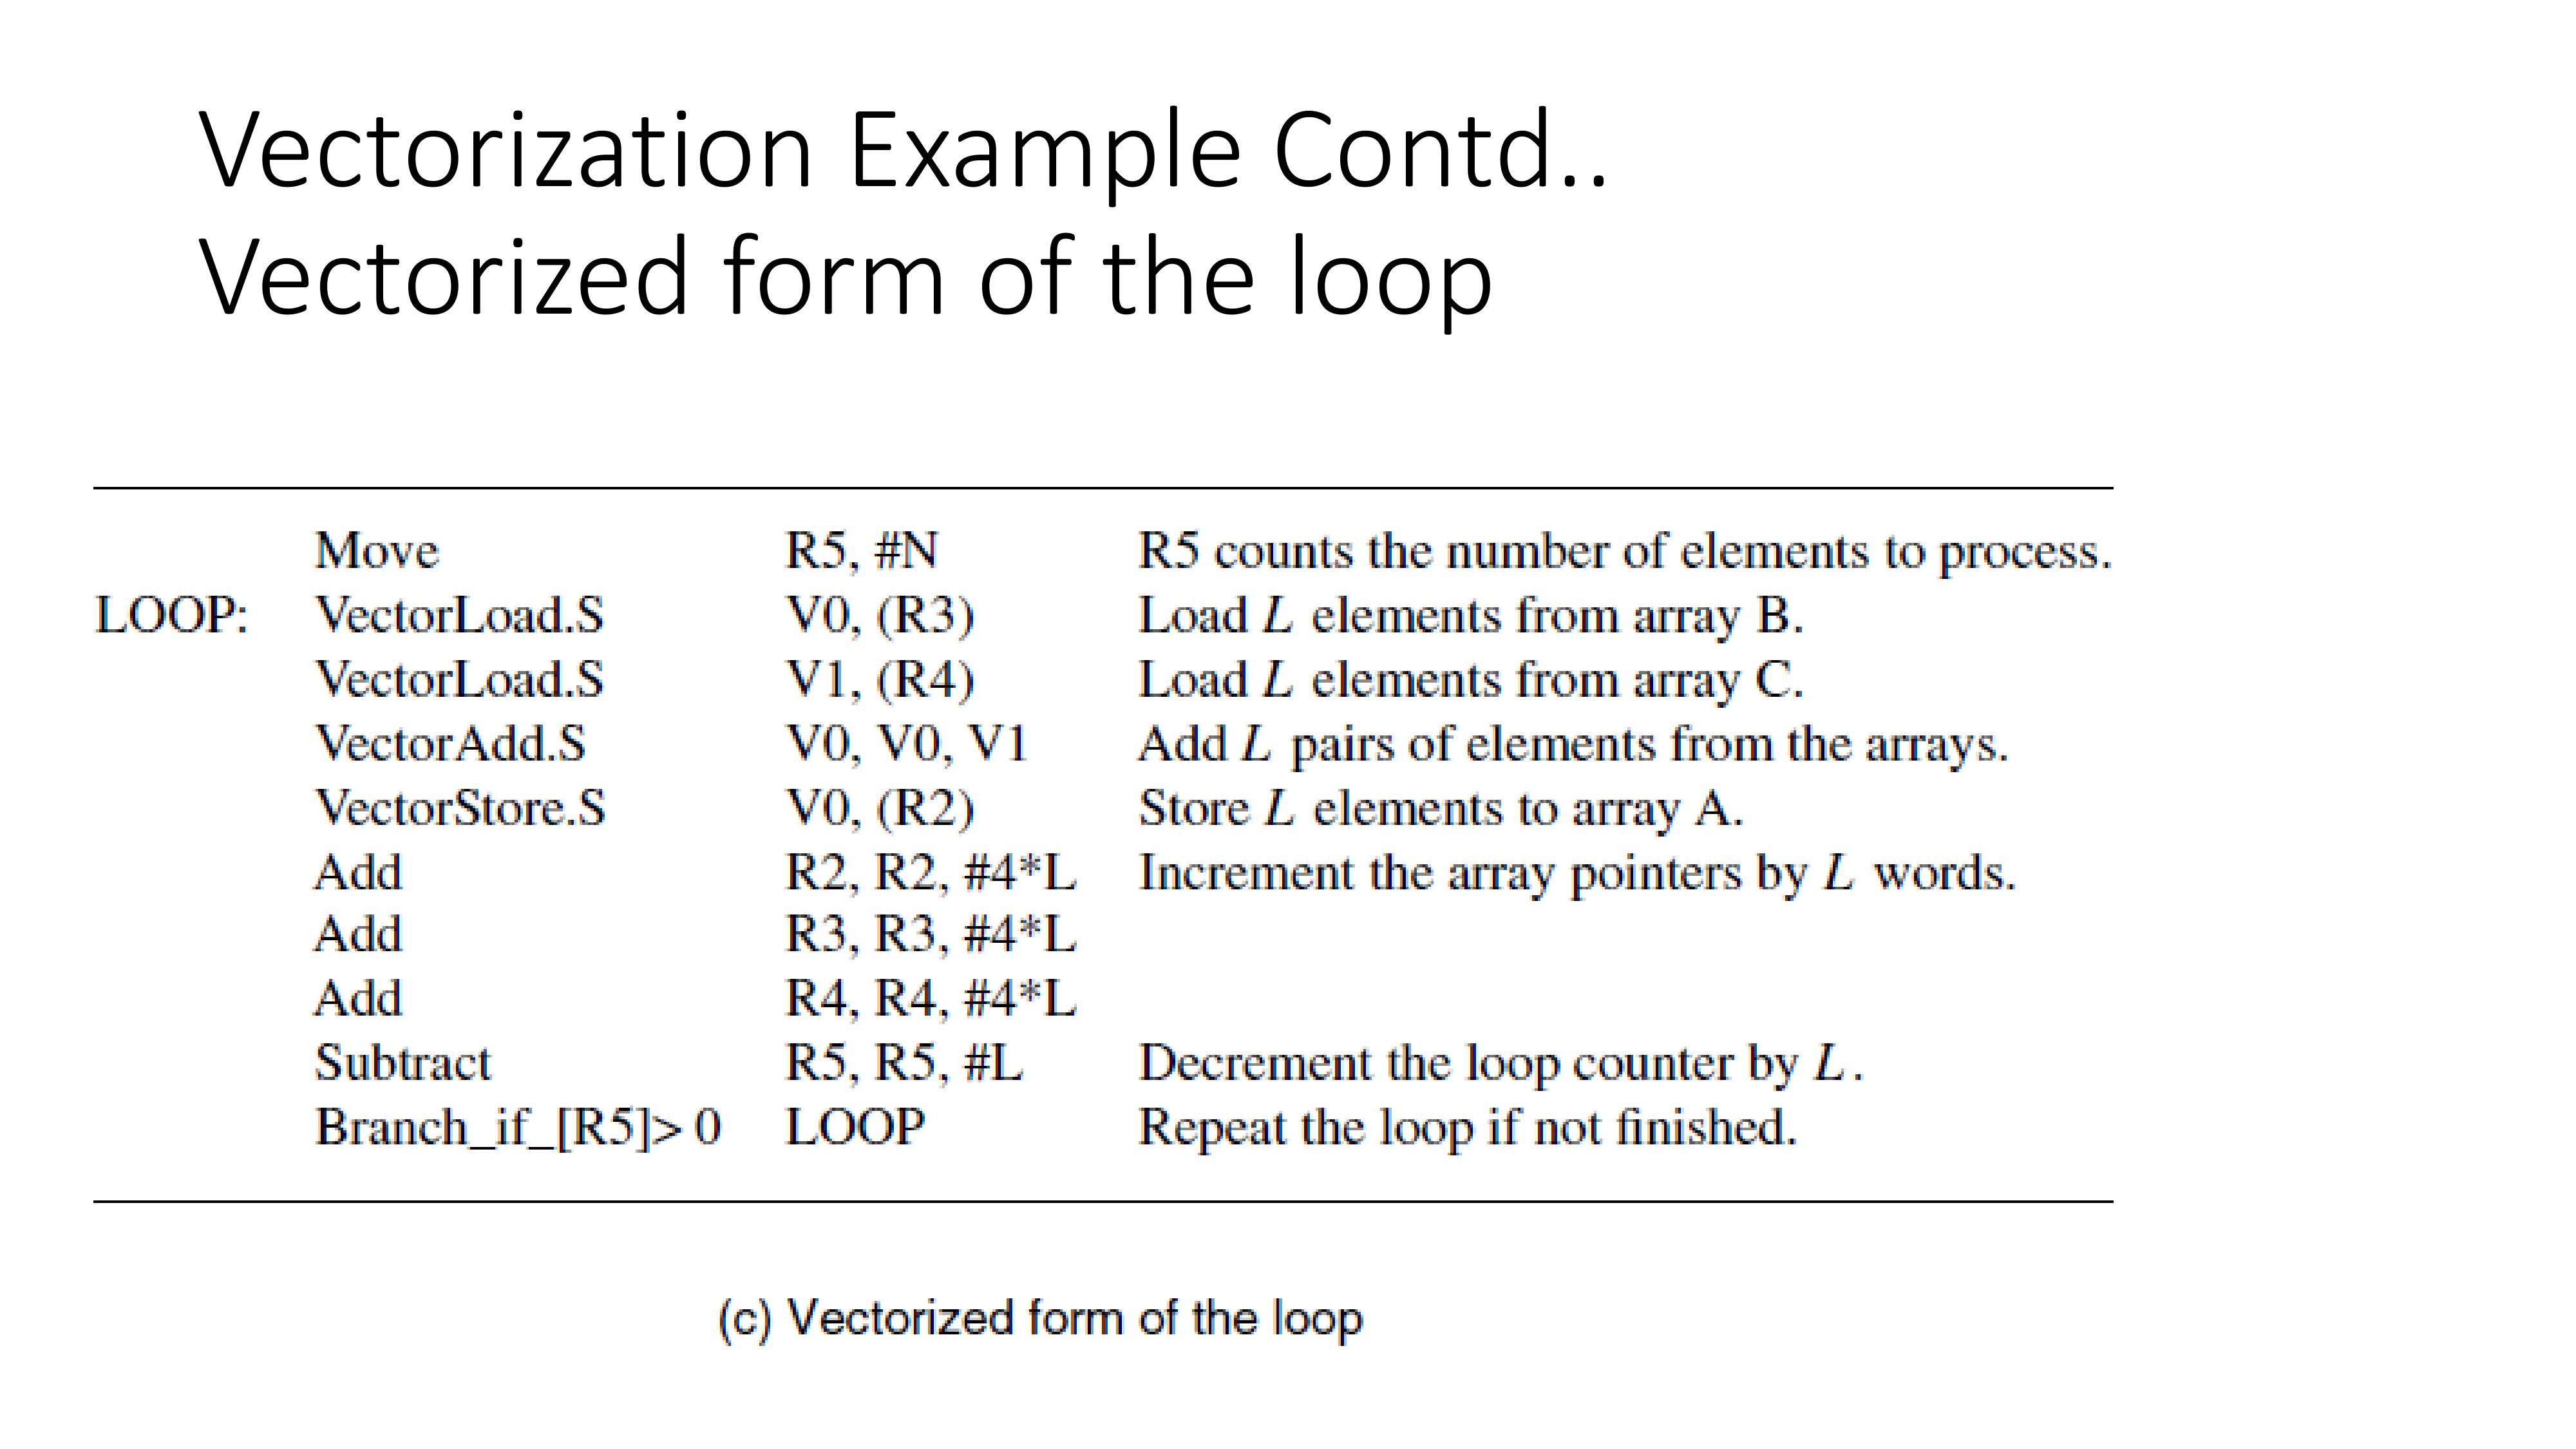 Vectorization Example Contd..
Vectorized form of the loop
Move R5, #N R5 counts the number of elements to process.
LOOP: VectorLoad.S V0, (R3) Load L elements from array B.
VectorLoad.S V1, (R4) Load L elements from array C.
VectorAdd.S V0, V0, V1 Add L pairs of elements from the arrays.
VectorStore.S V0, (R2) Store L elements to array A.
Add R2, R2, #4*L Increment the array pointers by L words.
Add R3, R3, #4*L
Add R4, R4, #4*L
Subtract R5, R5, #L Decrement the loop counter by L.
Branch_if_[R5]> 0 LOOP Repeat the loop if not finished.
(c) Vectorized form of the loop